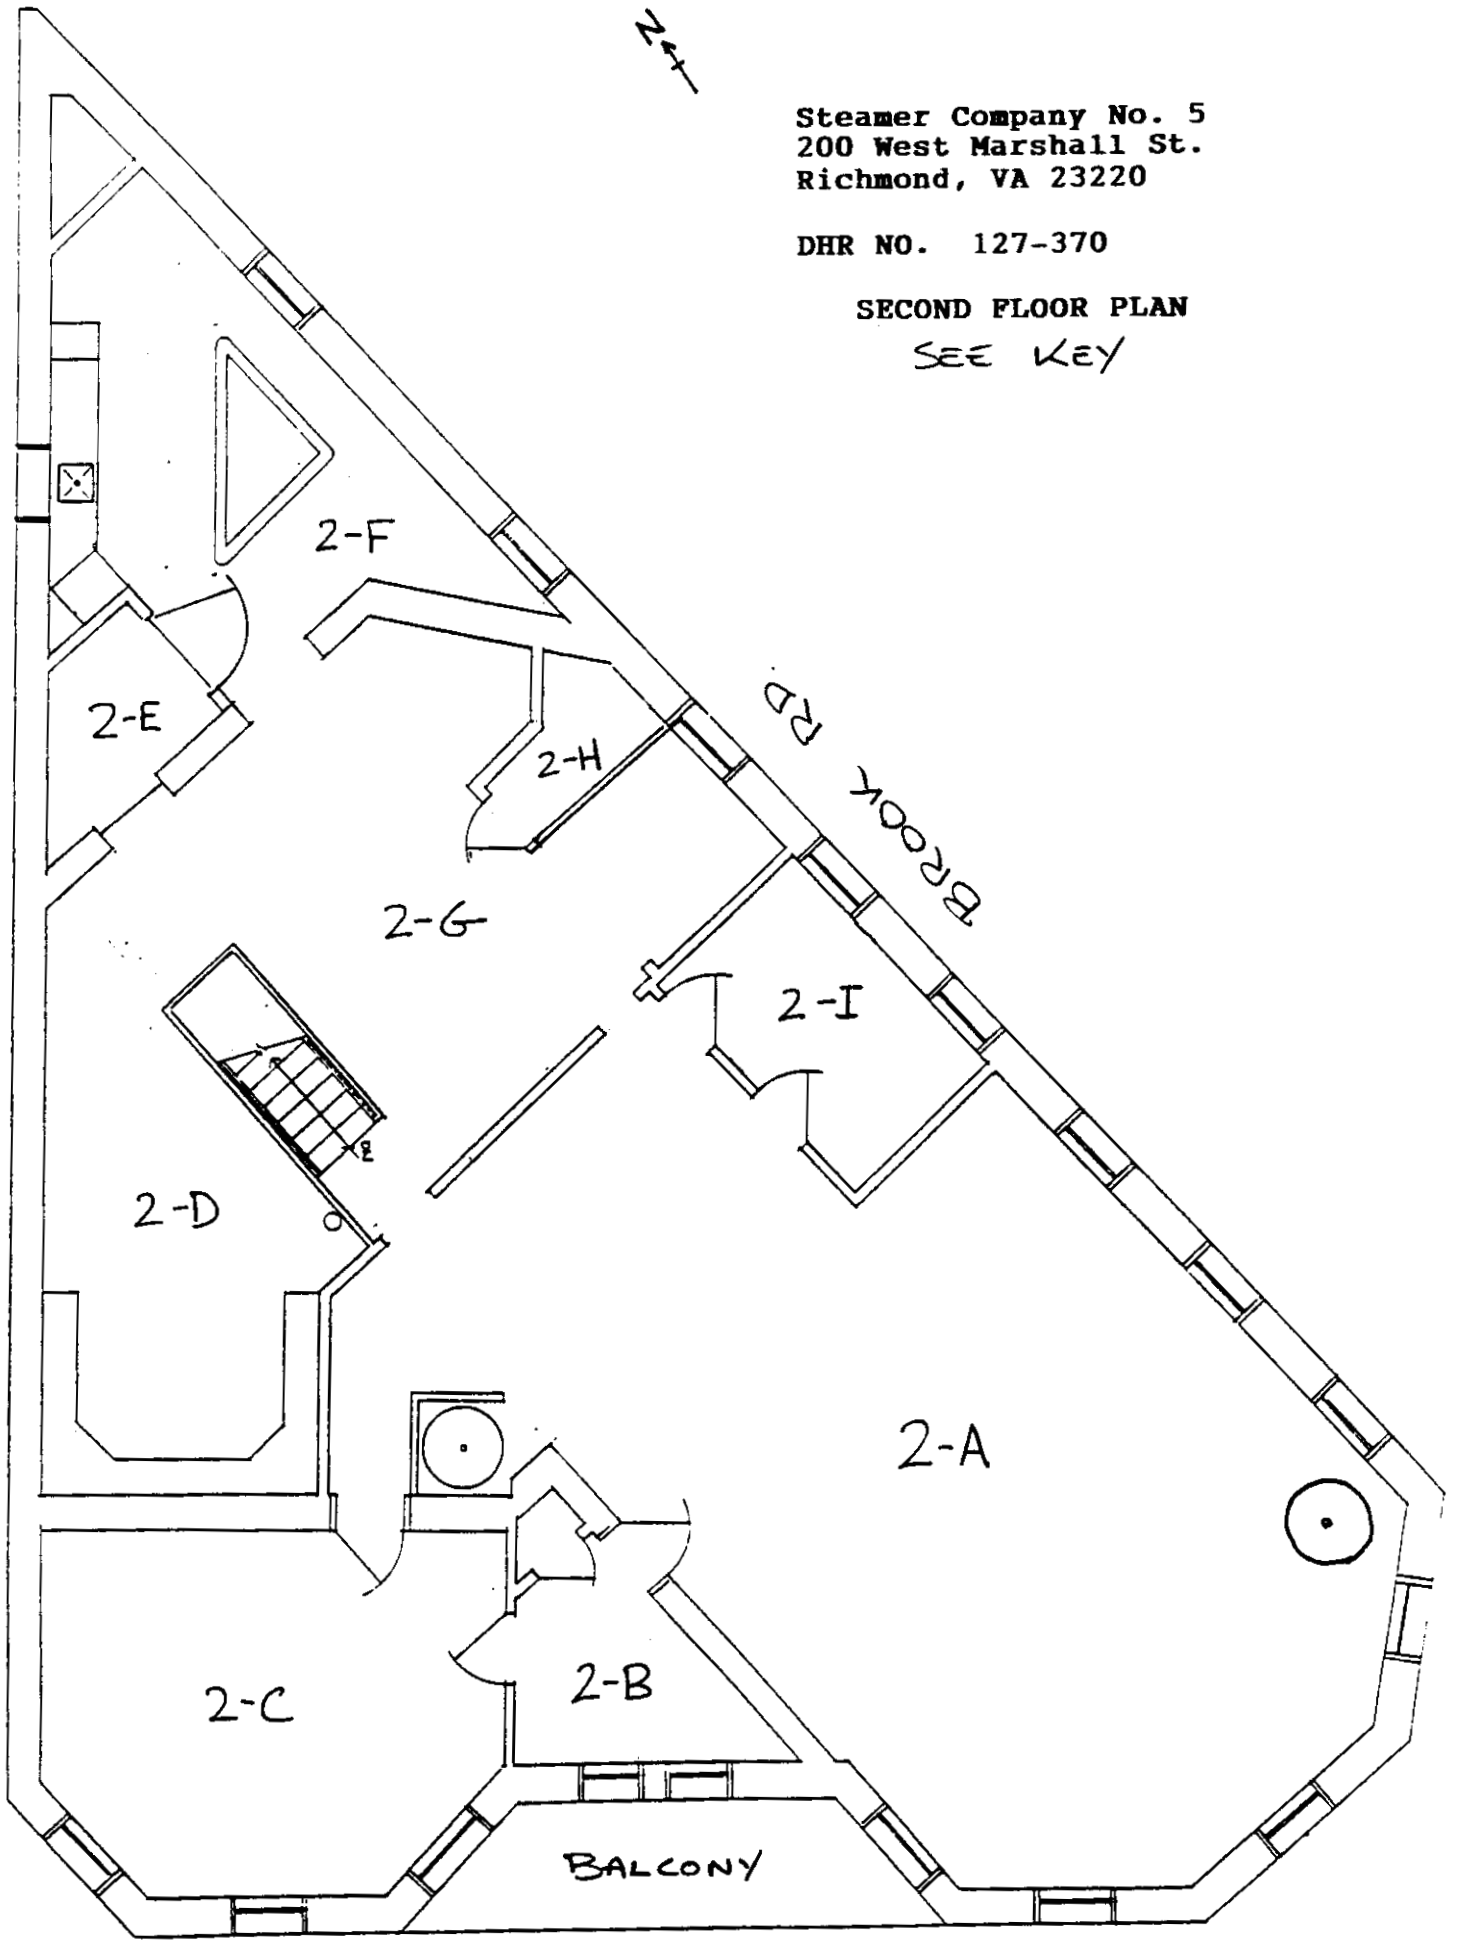 N
Steamer Company No. 5
200 West Marshall St.
Richmond, VA 23220
DHR NO. 127-370
SECOND FLOOR PLAN
SEE KEY
2-F
2-E
2-H
BROOK RD
2-G
2-I
2-D
2-A
2-B
2-C
BALCONY